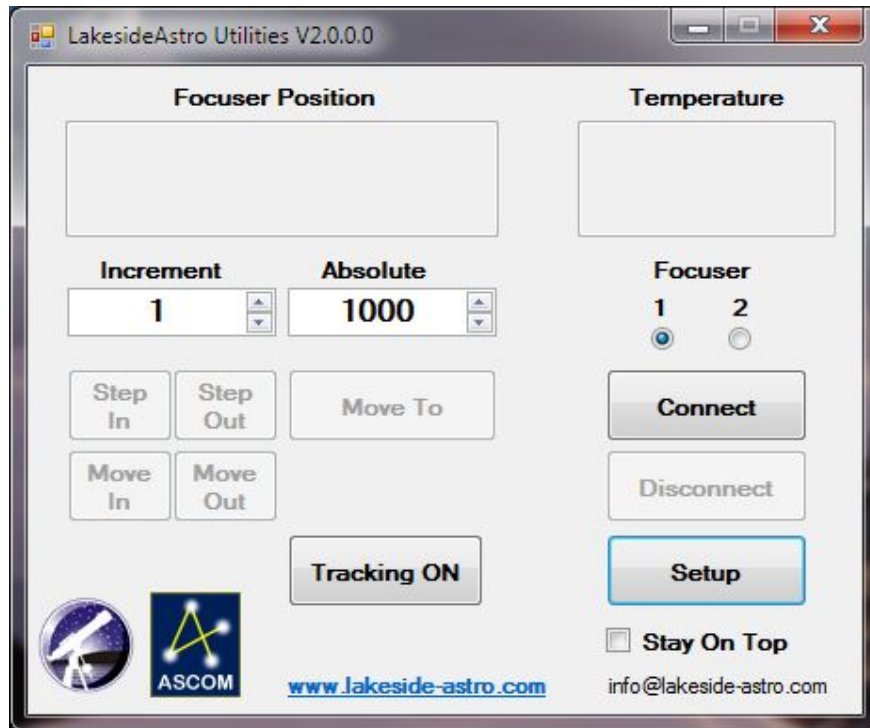 LakesideAstro Utilities V2.0.0.0
Focuser Position
Temperature
Increment
Absolute
Focuser
1
1000
1 2
Step In
Step Out
Move To
Connect
Move In
Move Out
Disconnect
Tracking ON
Setup
Stay On Top
ASCOM
www.lakeside-astro.com
info@lakeside-astro.com